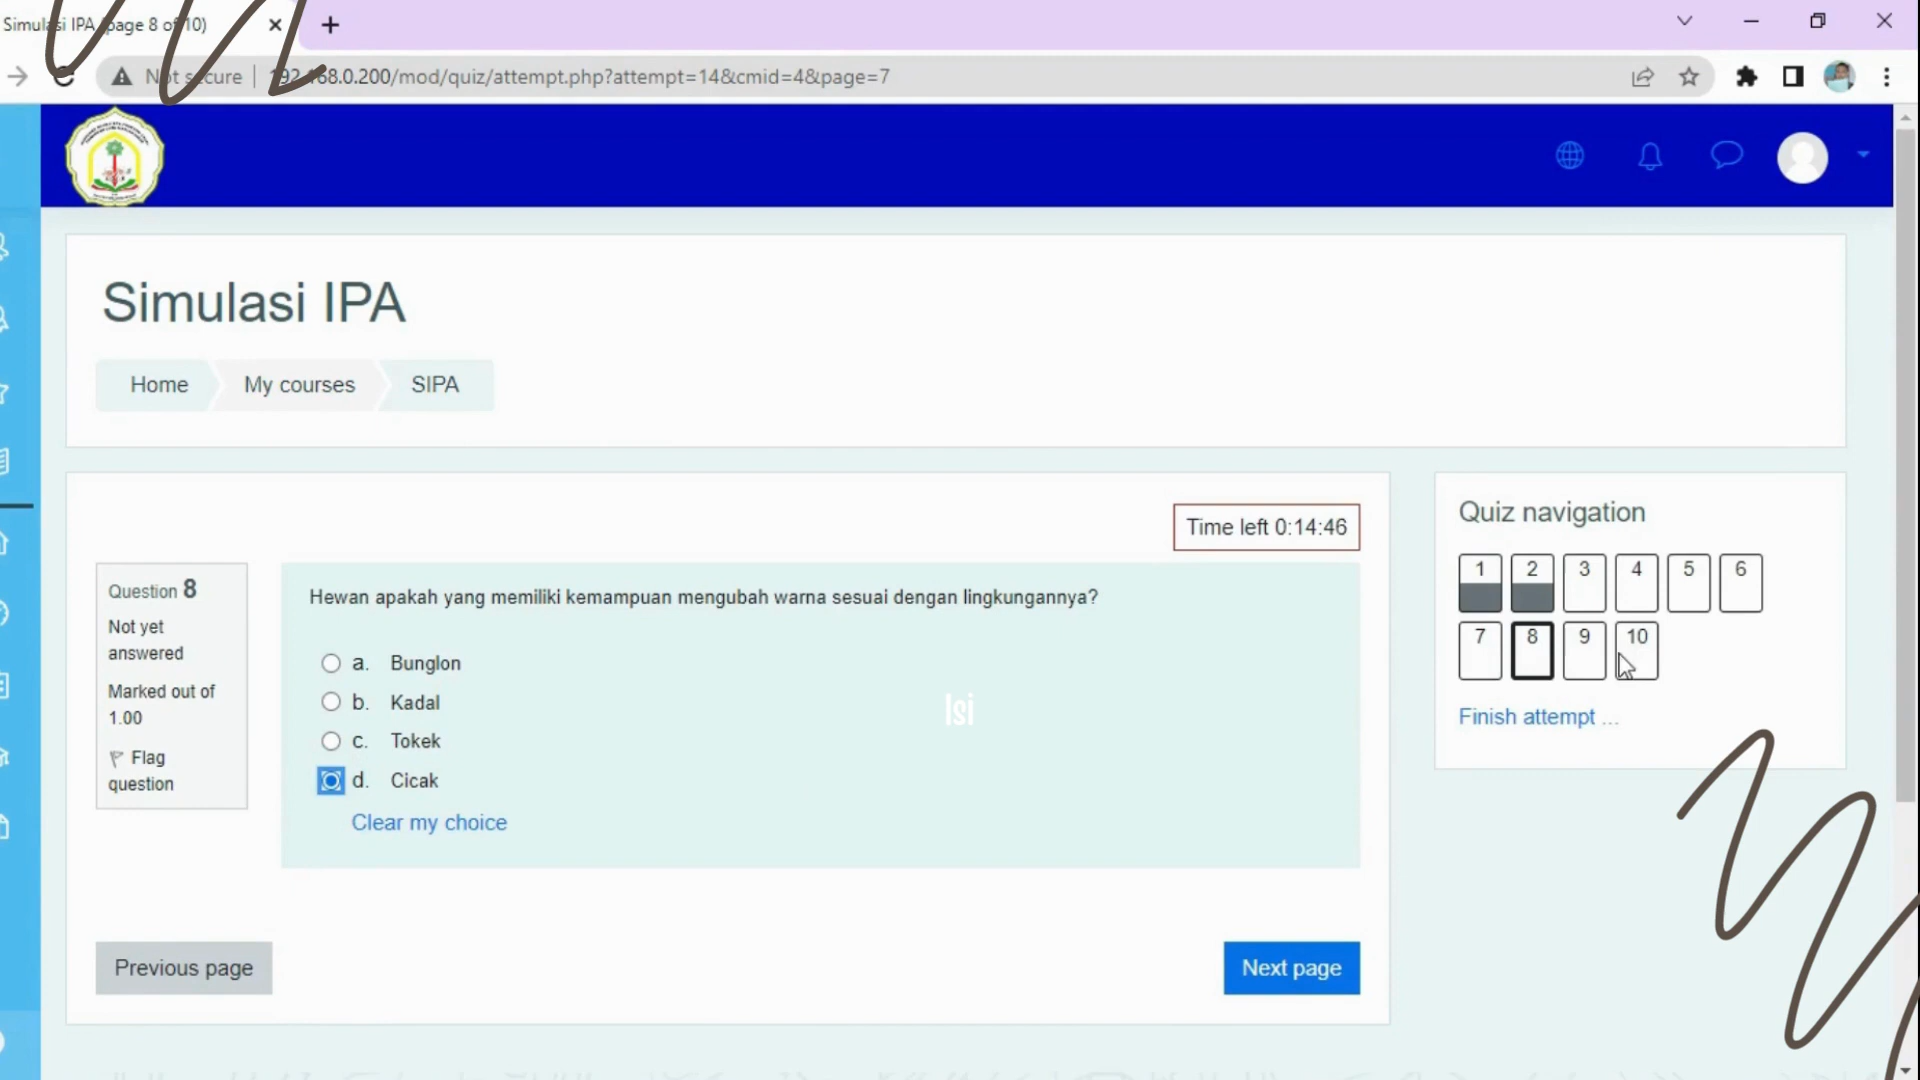 Simulasi IPA (page 8 of 10)
Not secure | 192.168.0.200/mod/quiz/attempt.php?attempt=14&cmid=4&page=7
Simulasi IPA
Home
My courses
SIPA
Time left 0:14:46
Question 8
Not yet
answered
Marked out of
1.00
Flag
question
Hewan apakah yang memiliki kemampuan mengubah warna sesuai dengan lingkungannya?
a. Bunglon
b. Kadal
c. Tokek
d. Cicak
Clear my choice
Isi
Previous page
Next page
Quiz navigation
1 2 3 4 5 6
7 8 9 10
Finish attempt ...